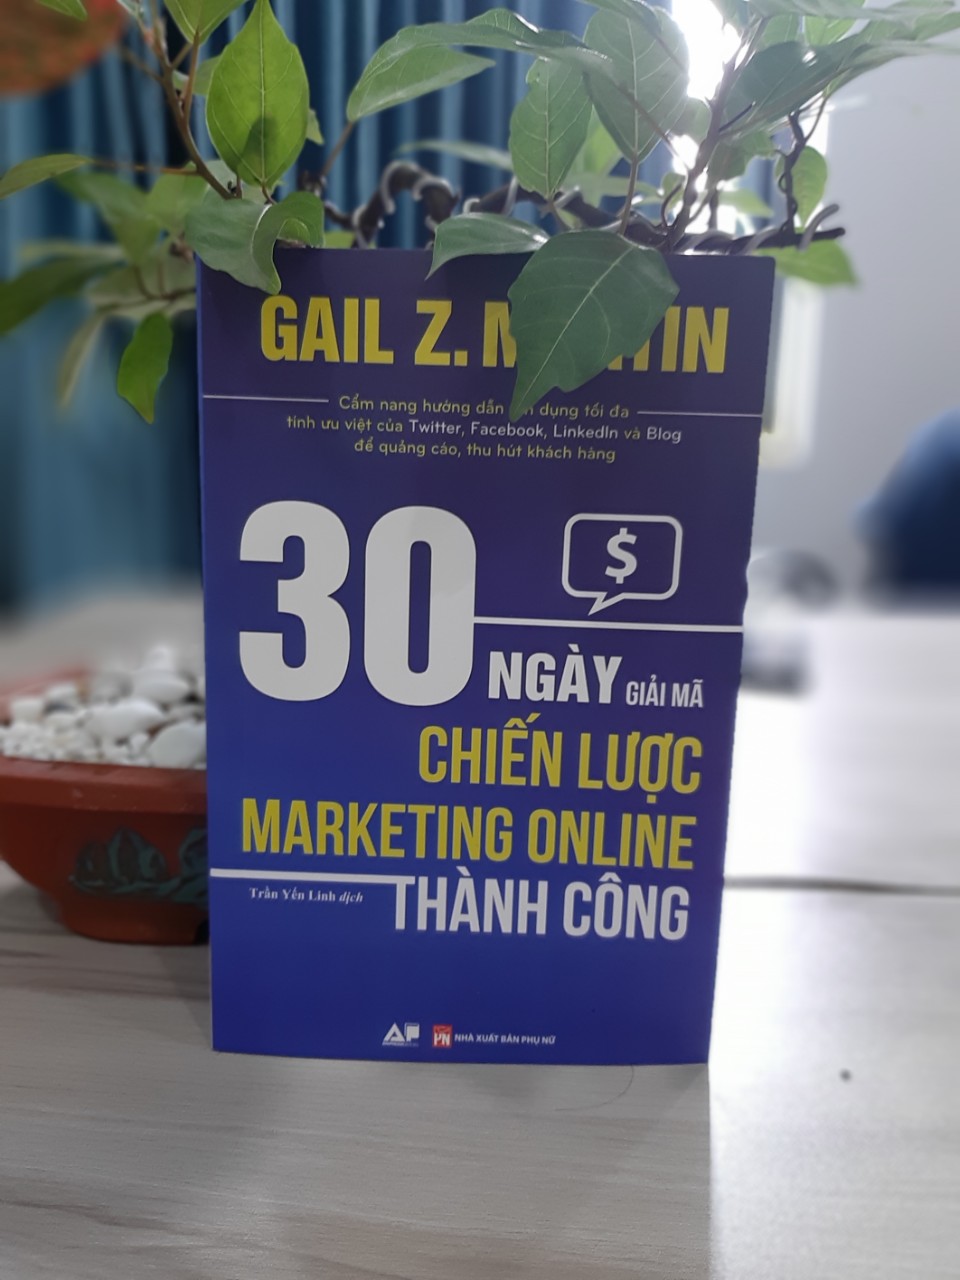 GAIL Z.
Cẩm nang hướng dẫn dụng tối đa
tính ưu việt của Twitter, Facebook, LinkedIn và Blog
để quảng cáo, thu hút khách hàng
$
30
NGÀY GIẢI MÃ
CHIẾN LƯỢC
MARKETING ONLINE
Trần Yến Linh dịch
THÀNH CÔNG
AP
PN NHÀ XUẤT BẢN PHỤ NỮ